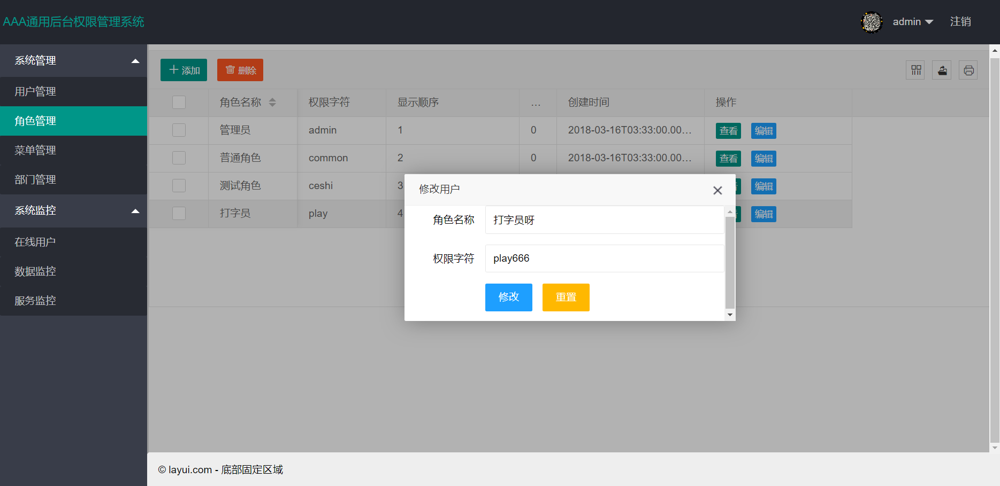 AAA通用后台权限管理系统
admin
注销
系统管理
用户管理
角色管理
菜单管理
部门管理
系统监控
在线用户
数据监控
服务监控
添加 删除
角色名称 权限字符 显示顺序 ... 创建时间 操作
管理员 admin 1 0 2018-03-16T03:33:00.00... 查看 编辑
普通角色 common 2 0 2018-03-16T03:33:00.00... 查看 编辑
测试角色 ceshi 3 编辑
打字员 play 4 编辑
修改用户
角色名称 打字员呀
权限字符 play666
修改 重置
© layui.com - 底部固定区域